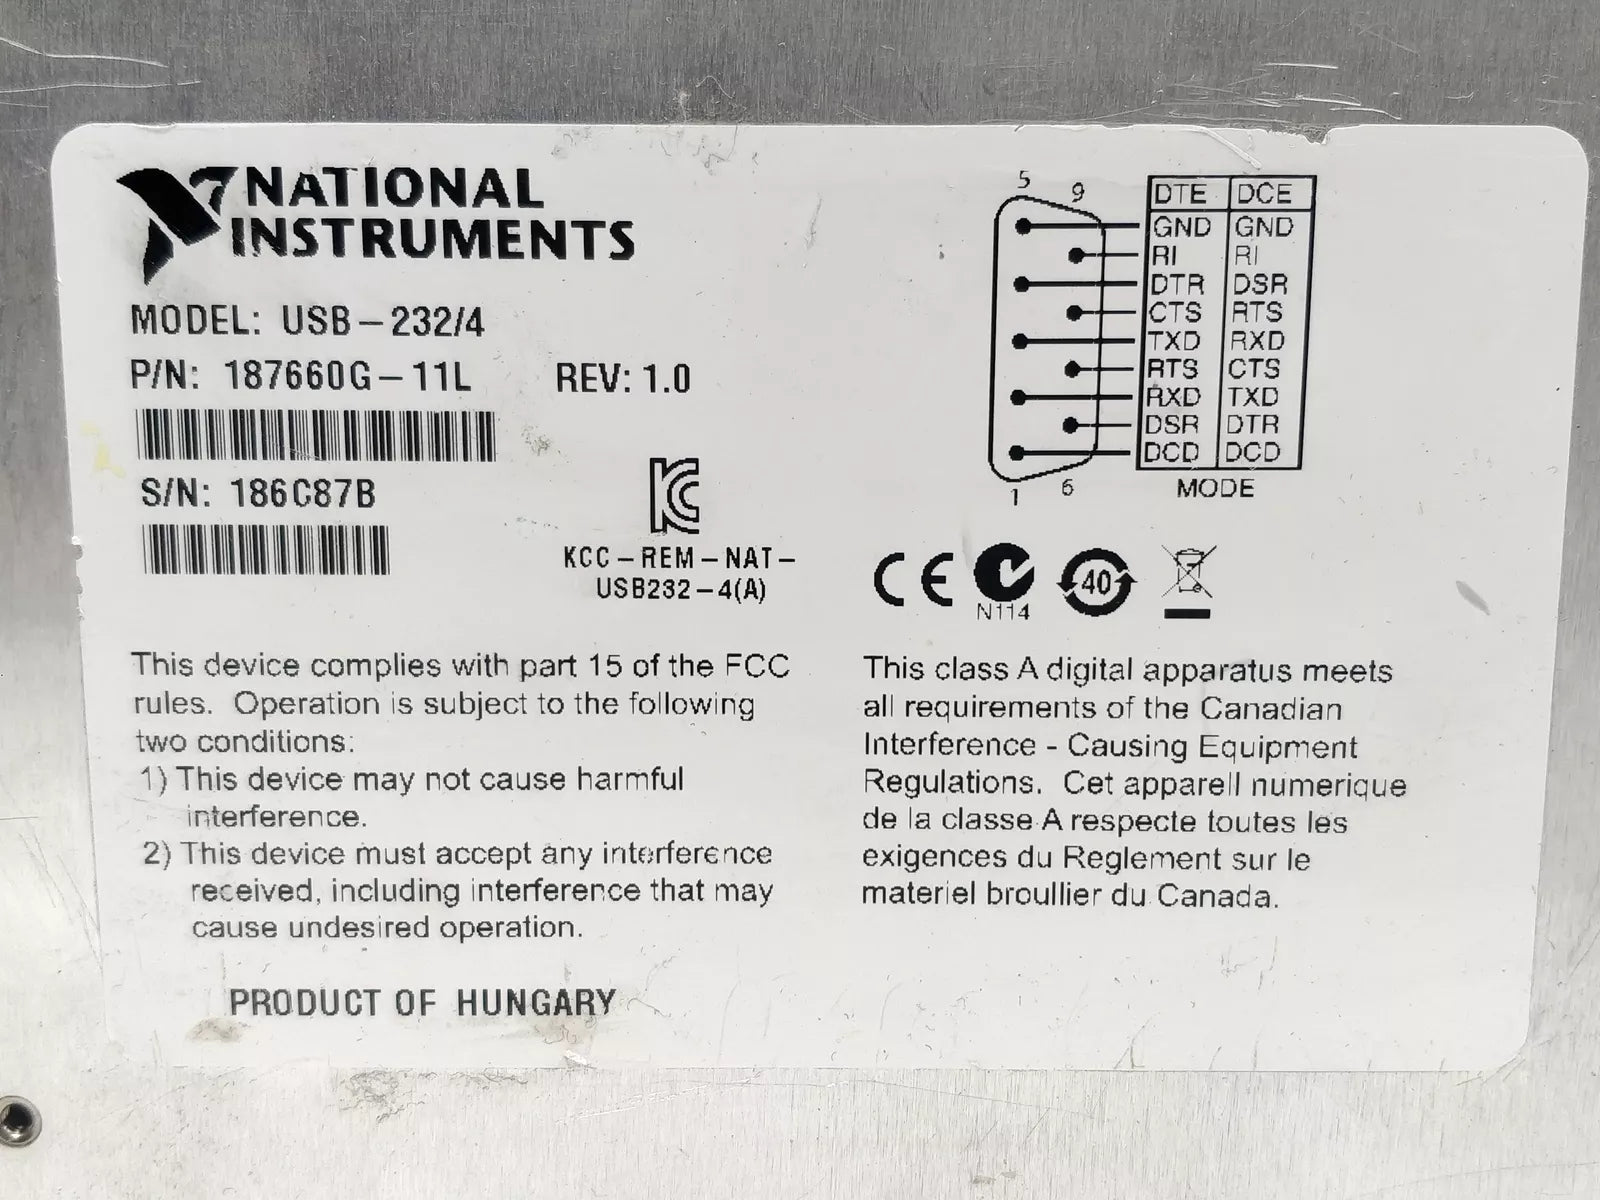 NATIONAL
INSTRUMENTS
MODEL: USB-232/4
P/N: 187660G-11L REV: 1.0
S/N: 186C87B
KCC-REM-NAT-
USB232-4(A)
This device complies with part 15 of the FCC
rules. Operation is subject to the following
two conditions:
1) This device may not cause harmful
interference.
2) This device must accept any interference
received, including interference that may
cause undesired operation.
PRODUCT OF HUNGARY
5 9
DTE DCE
GND GND
RI RI
DTR DSR
CTS RTS
TXD RXD
RTS CTS
RXD TXD
DSR DTR
DCD DCD
1 6
MODE
CE
N114
40
This class A digital apparatus meets
all requirements of the Canadian
Interference - Causing Equipment
Regulations. Cet apparell numerique
de la classe A respecte toutes les
exigences du Reglement sur le
materiel broullier du Canada.